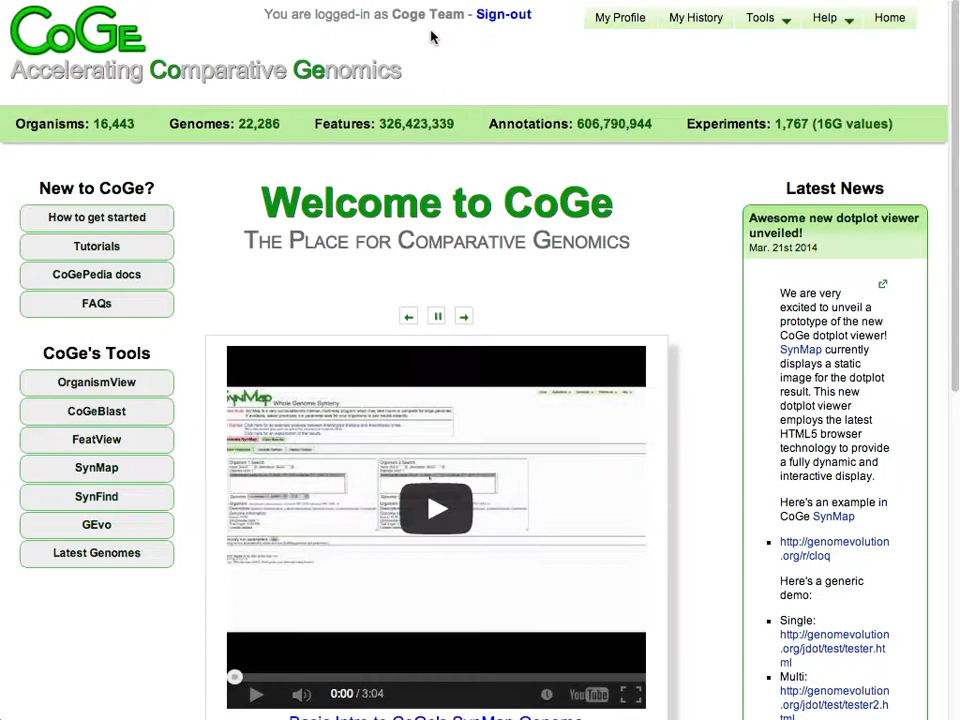 CoGe
Accelerating Comparative Genomics
You are logged-in as Coge Team - Sign-out
My Profile
My History
Tools
Help
Home
Organisms: 16,443
Genomes: 22,286
Features: 326,423,339
Annotations: 606,790,944
Experiments: 1,767 (16G values)
New to CoGe?
How to get started
Tutorials
CoGePedia docs
FAQs
CoGe's Tools
OrganismView
CoGeBlast
FeatView
SynMap
SynFind
GEvo
Latest Genomes
Welcome to CoGe
The Place for Comparative Genomics
SynMap Whole Genome Synteny
0:00 / 3:04
YouTube
Basic Intro to CoGe's SynMap Genome
Latest News
Awesome new dotplot viewer
unveiled!
Mar. 21st 2014
We are very
excited to unveil a
prototype of the new
CoGe dotplot viewer!
SynMap currently
displays a static
image for the dotplot
result. This new
dotplot viewer
employs the latest
HTML5 browser
technology to provide
a fully dynamic and
interactive display.
Here's an example in
CoGe SynMap
http://genomevolution
.org/r/cloq
Here's a generic
demo:
Single:
http://genomevolution
.org/jdot/test/tester.ht
ml
Multi:
http://genomevolution
.org/jdot/test/tester2.h
tml